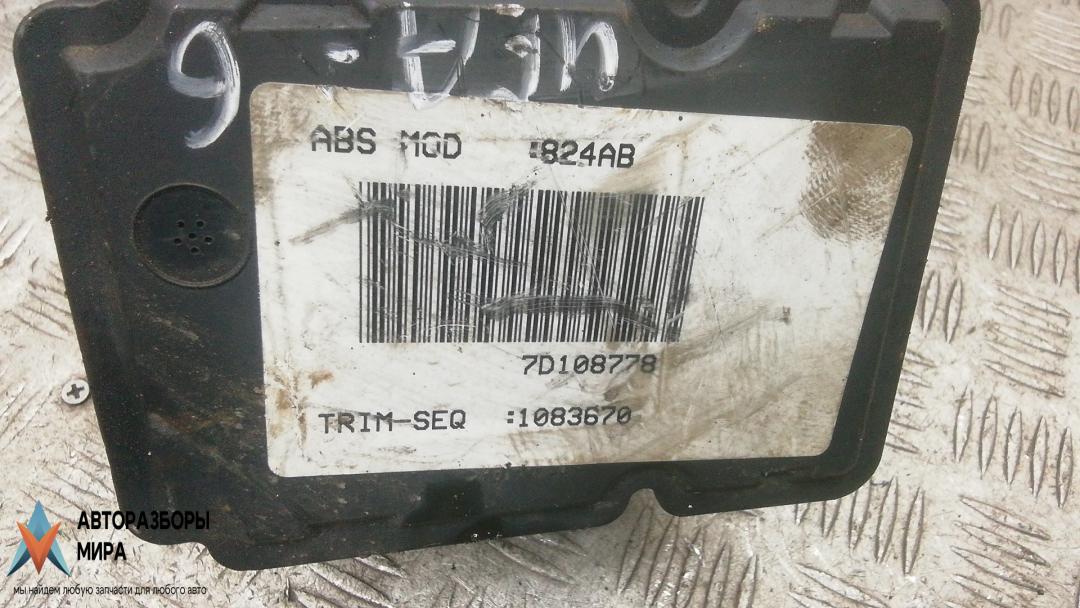 ABS MOD :824AB
7D108778
TRIM-SEQ :1083670
АВТОРАЗБОРЫ
МИРА
мы найдем любую запчасти для любого авто